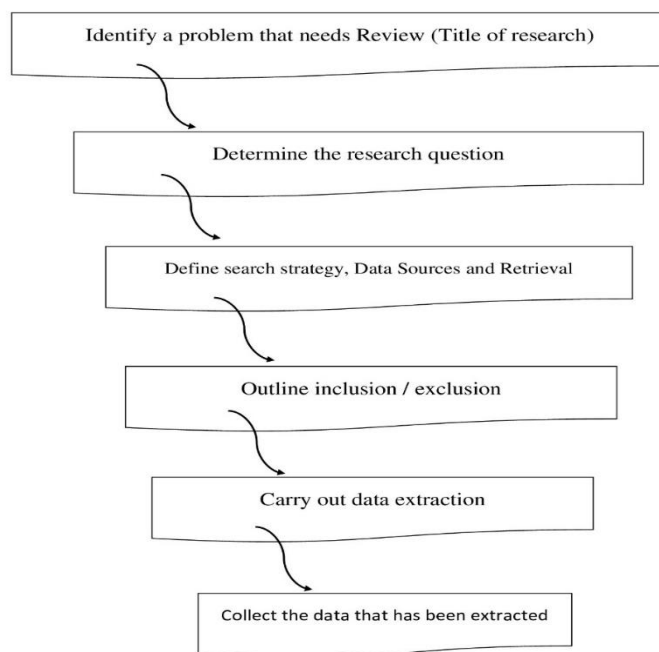 Identify a problem that needs Review (Title of research)
Determine the research question
Define search strategy, Data Sources and Retrieval
Outline inclusion / exclusion
Carry out data extraction
Collect the data that has been extracted